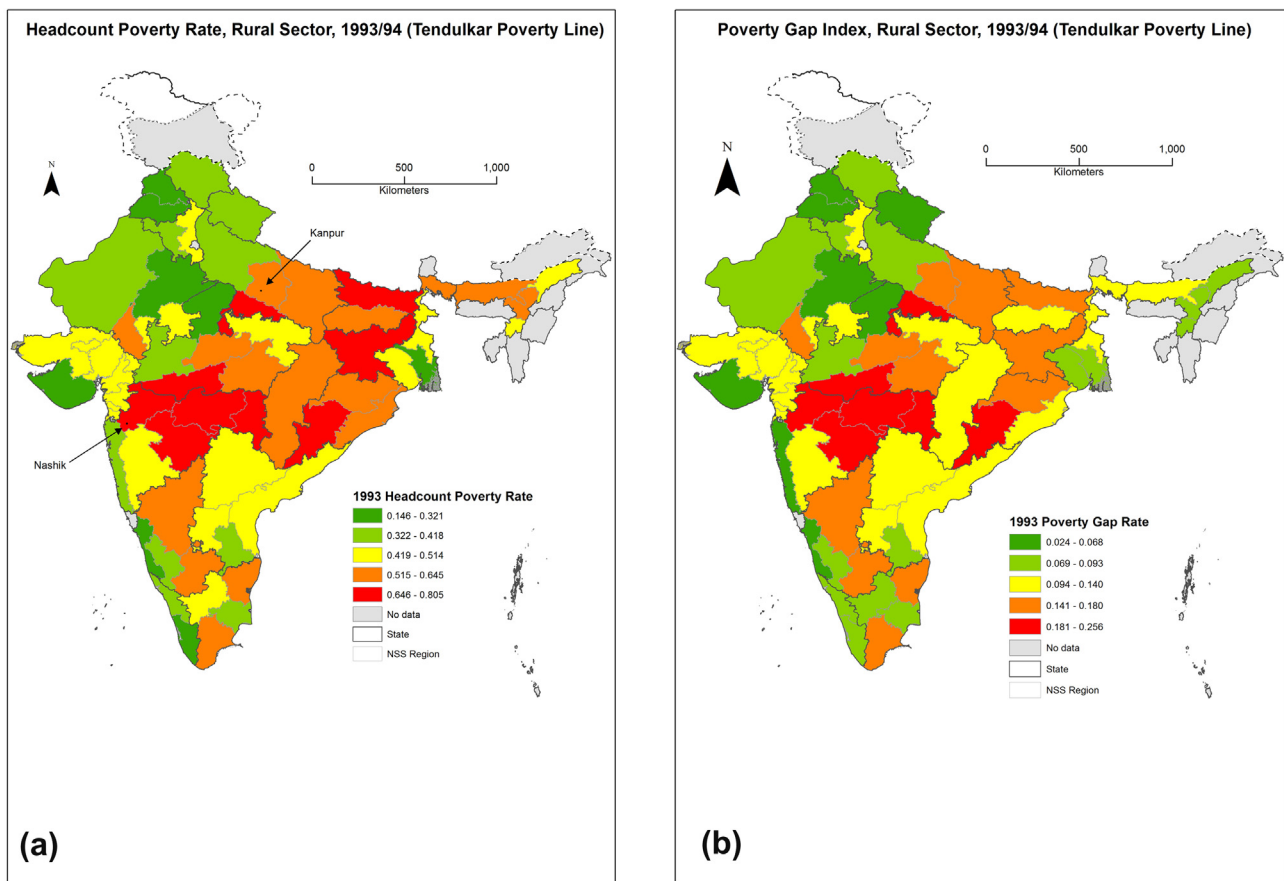 Headcount Poverty Rate, Rural Sector, 1993/94 (Tendulkar Poverty Line)
N
0 500 1,000
Kilometers
Kanpur
Nashik
1993 Headcount Poverty Rate
0.146 - 0.321
0.322 - 0.418
0.419 - 0.514
0.515 - 0.645
0.646 - 0.805
No data
State
NSS Region
(a)
Poverty Gap Index, Rural Sector, 1993/94 (Tendulkar Poverty Line)
N
0 500 1,000
Kilometers
1993 Poverty Gap Rate
0.024 - 0.068
0.069 - 0.093
0.094 - 0.140
0.141 - 0.180
0.181 - 0.256
No data
State
NSS Region
(b)